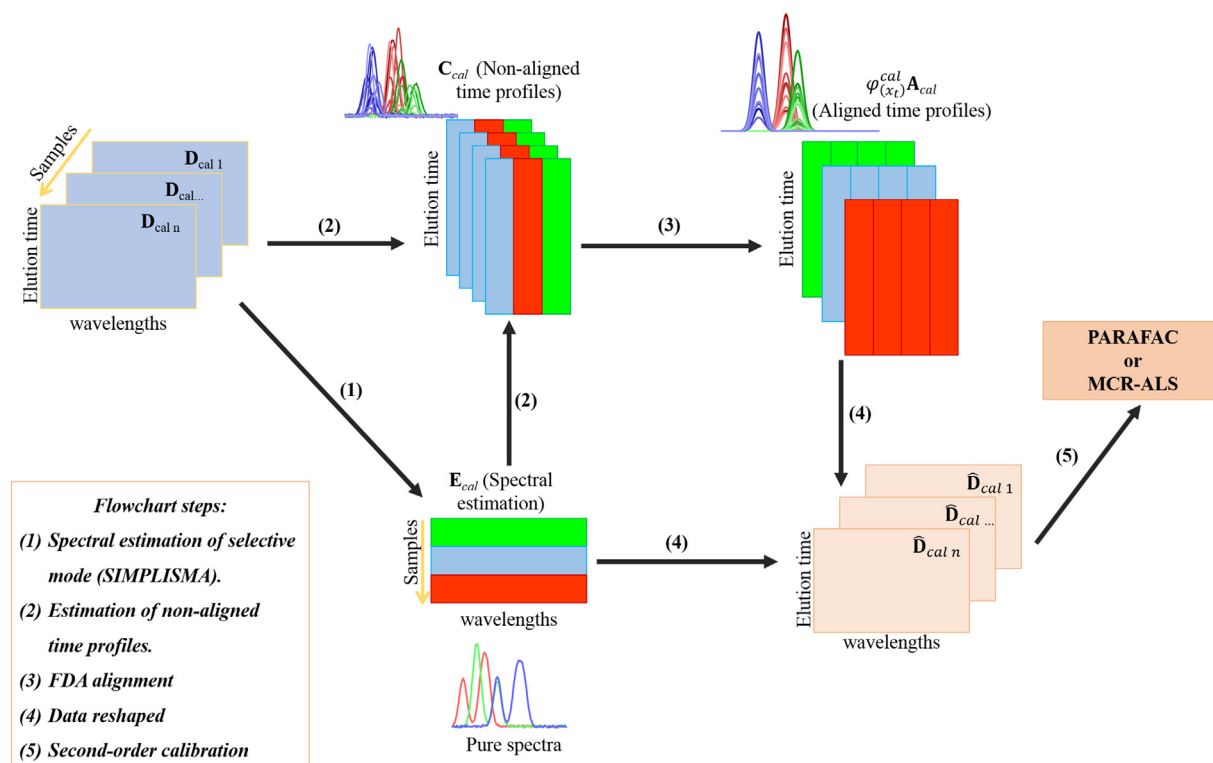 C_cal (Non-aligned
time profiles)
φ^cal_(x_t) A_cal
(Aligned time profiles)
Samples
D_cal 1
D_cal...
D_cal n
Elution time
wavelengths
(2)
Elution time
(3)
Elution time
PARAFAC
or
MCR-ALS
(1)
(2)
(4)
(5)
E_cal (Spectral
estimation)
Samples
wavelengths
(4)
D̂_cal 1
D̂_cal ...
D̂_cal n
Elution time
wavelengths
Pure spectra
Flowchart steps:
(1) Spectral estimation of selective
mode (SIMPLISMA).
(2) Estimation of non-aligned
time profiles.
(3) FDA alignment
(4) Data reshaped
(5) Second-order calibration